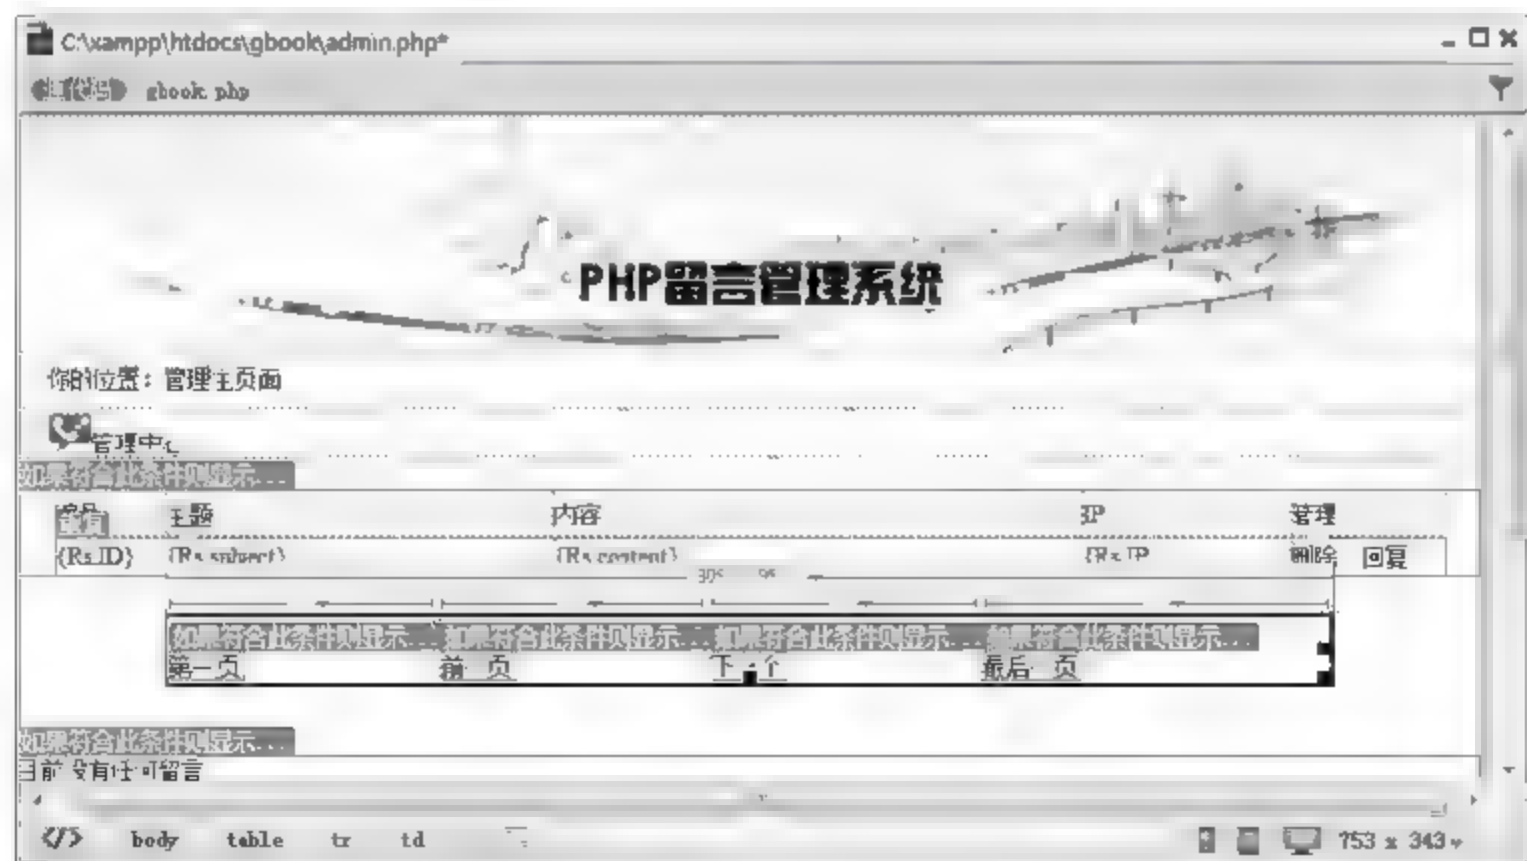 C:\xampp\htdocs\gbook\admin.php*
源代码 gbook.php
PHP留言管理系统
你的位置：管理主页面
管理中心
如果符合此条件则显示...
重复 主题 内容 IP 管理
{Rs.ID} {Rs.subject} {Rs.content} {Rs.IP 删除 回复
如果符合此条件则显示... 如果符合此条件则显示... 如果符合此条件则显示... 如果符合此条件则显示...
第一页 前一页 下一个 最后一页
如果符合此条件则显示...
目前没有任何留言
</> body table tr td 753 x 343